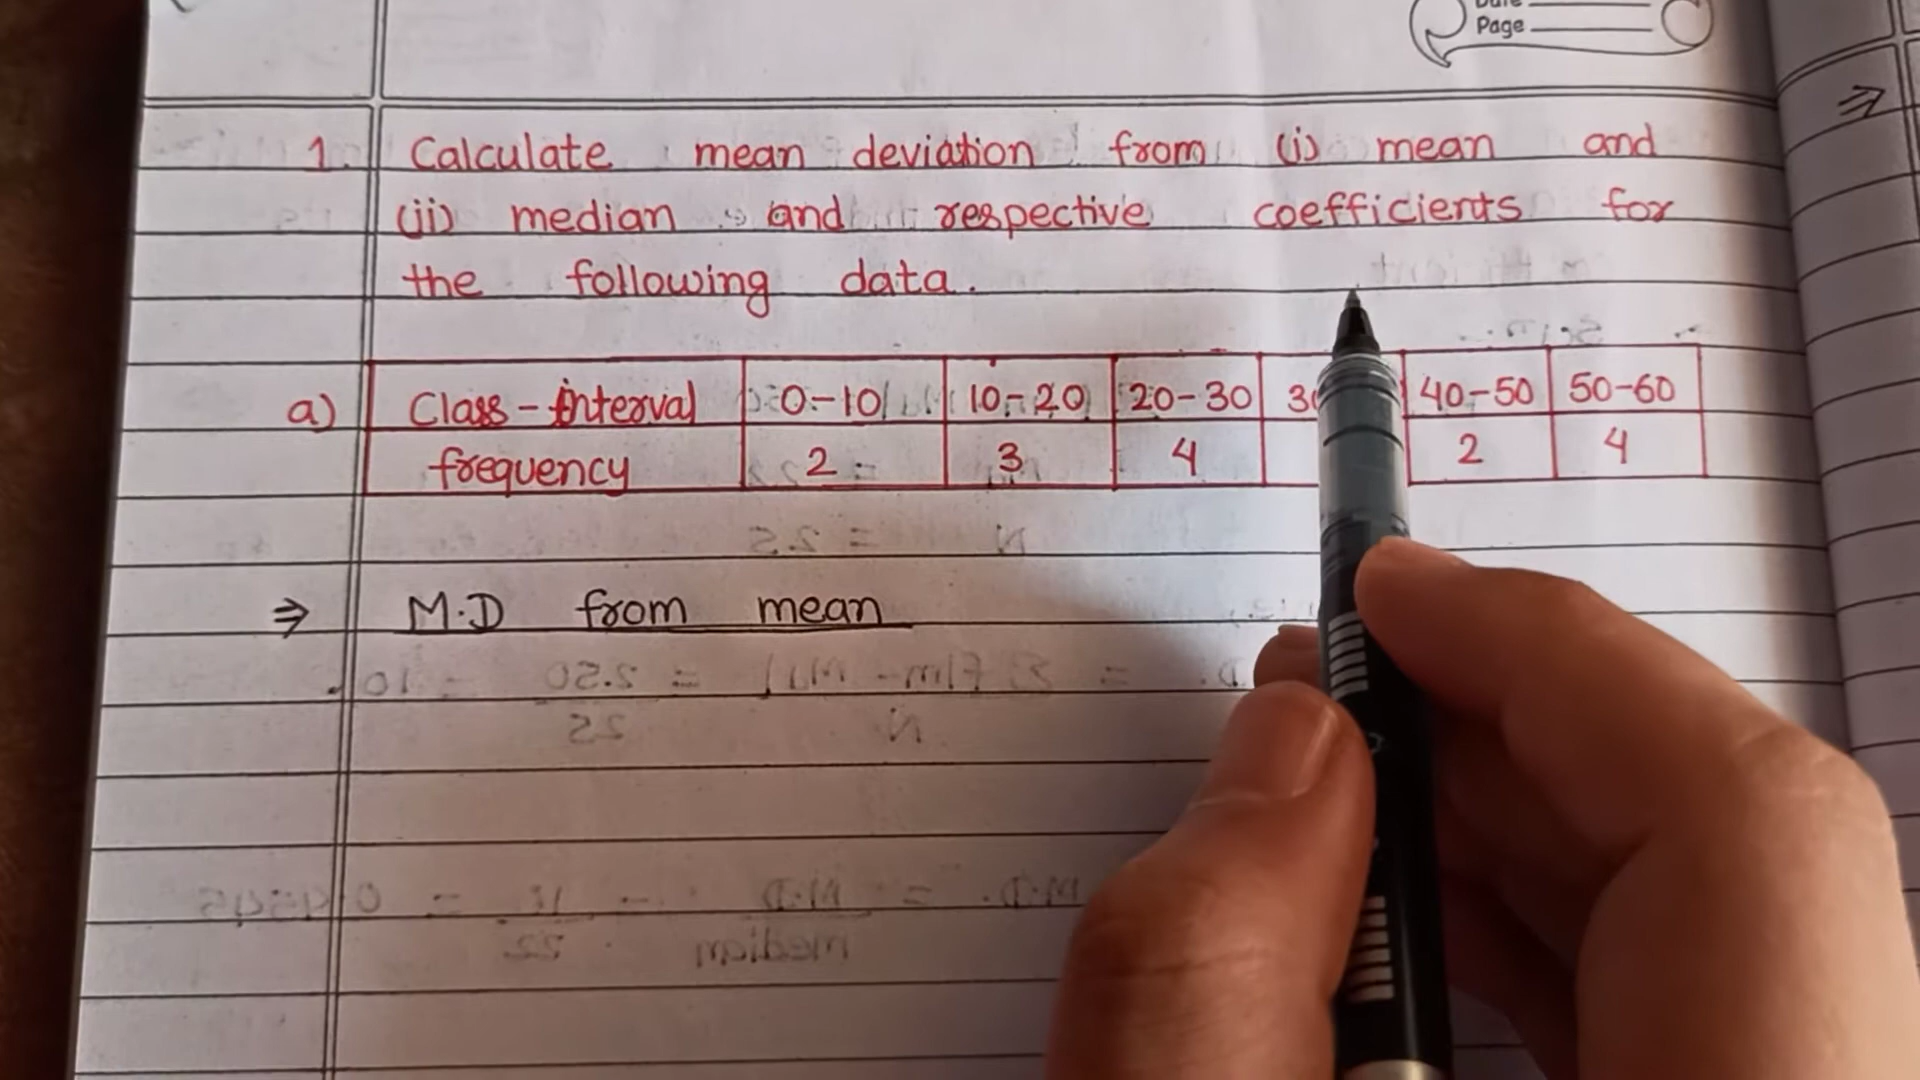 Page
1. Calculate mean deviation from (i) mean and
(ii) median and respective coefficients for
the following data.
a) Class-interval 0-10 10-20 20-30 40-50 50-60
frequency 2 3 4 2 4
⇒ M.D from mean